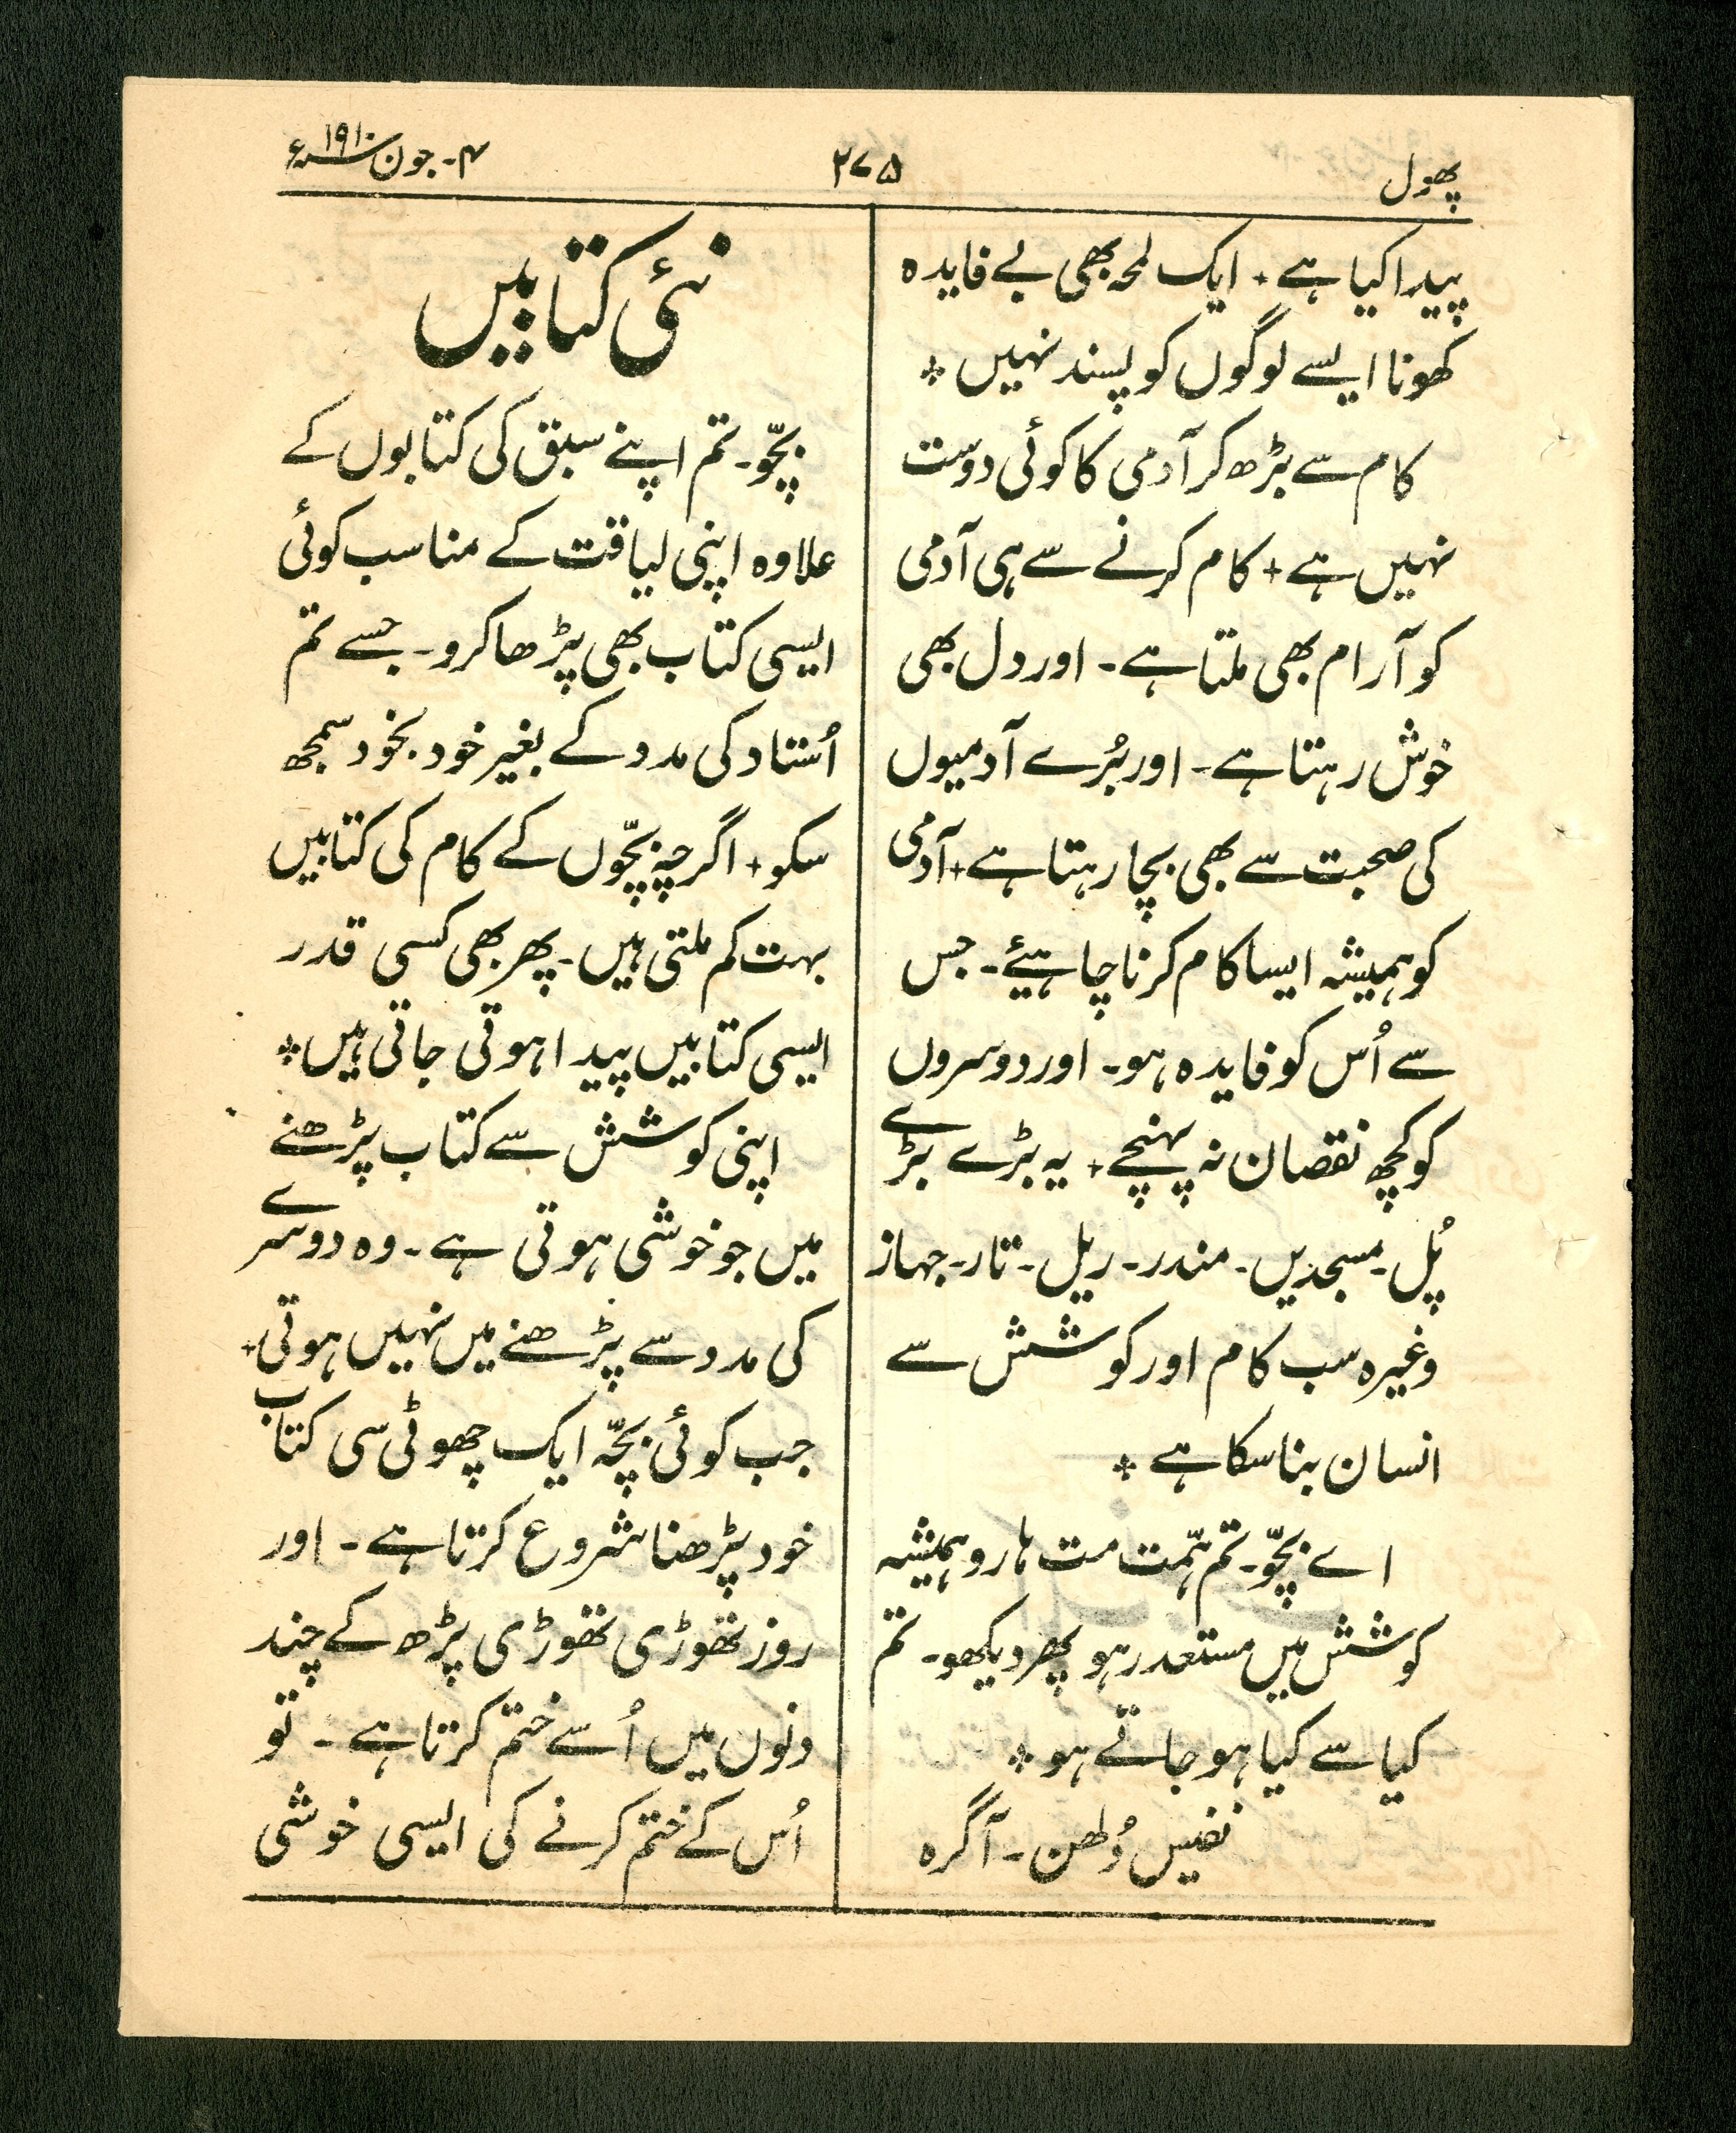 پھول
۲۷۵
۴۔ جون ۱۹۱۰ء
پیدا کیا ہے + ایک لمحہ بھی بے فایدہ
کھونا ایسے لوگوں کو پسند نہیں ⁂
کام سے بڑھ کر آدمی کا کوئی دوست
نہیں ہے + کام کرنے سے ہی آدمی
کو آرام بھی ملتا ہے۔ اور دل بھی
خوش رہتا ہے۔ اور بُرے آدمیوں
کی صحبت سے بھی بچا رہتا ہے + آدمی
کو ہمیشہ ایسا کام کرنا چاہیئے۔ جس
سے اُس کو فایدہ ہو۔ اور دوسروں
کو کچھ نقصان نہ پہنچے + یہ بڑے بڑے
پُل۔ مسجدیں۔ مندر۔ ریل۔ تار۔ جہاز
وغیرہ سب کام اور کوشش سے
انسان بنا سکا ہے ⁂
اے بچّو۔ تم ہمّت مت ہارو ہمیشہ
کوشش میں مستعد رہو پھر دیکھو۔ تم
کیا سے کیا ہو جاتے ہو ⁂
نفیس دُلھن۔ آگرہ
نئی کتابیں
بچّو۔ تم اپنے سبق کی کتابوں کے
علاوہ اپنی لیاقت کے مناسب کوئی
ایسی کتاب بھی پڑھا کرو۔ جسے تم
اُستاد کی مدد کے بغیر خود بخود سمجھ
سکو + اگرچہ بچّوں کے کام کی کتابیں
بہت کم ملتی ہیں۔ پھر بھی کسی قدر
ایسی کتابیں پیدا ہوتی جاتی ہیں ⁂
اپنی کوشش سے کتاب پڑھنے
میں جو خوشی ہوتی ہے۔ وہ دوسرے
کی مدد سے پڑھنے میں نہیں ہوتی +
جب کوئی بچّہ ایک چھوٹی سی کتاب
خود پڑھنا شروع کرتا ہے۔ اور
روز تھوڑی تھوڑی پڑھ کے چند
دنوں میں اُسے ختم کرتا ہے۔ تو
اُس کے ختم کرنے کی ایسی خوشی